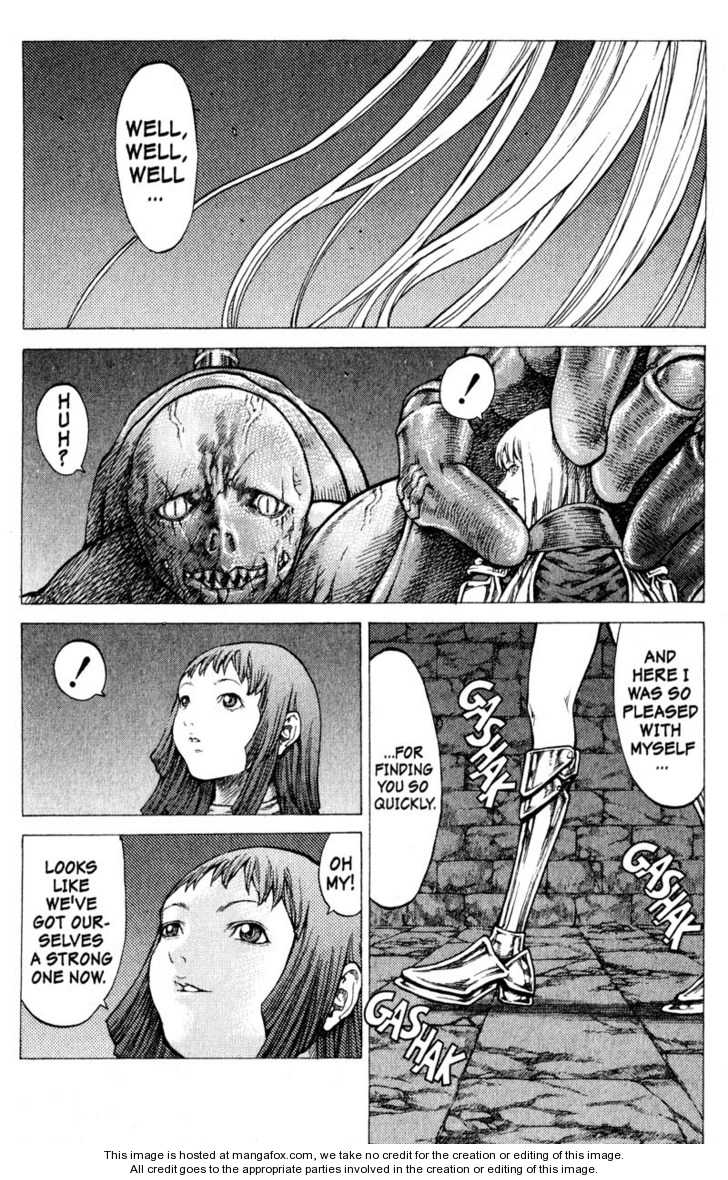 WELL,
WELL,
WELL
...
HUH?
!
AND
HERE I
WAS SO
PLEASED
WITH
MYSELF
...
...FOR
FINDING
YOU SO
QUICKLY.
GASHAK
GASHAK
GASHAK
!
OH
MY!
LOOKS
LIKE
WE'VE
GOT OUR-
SELVES
A STRONG
ONE NOW.
This image is hosted at mangafox.com, we take no credit for the creation or editing of this image.
All credit goes to the appropriate parties involved in the creation or editing of this image.